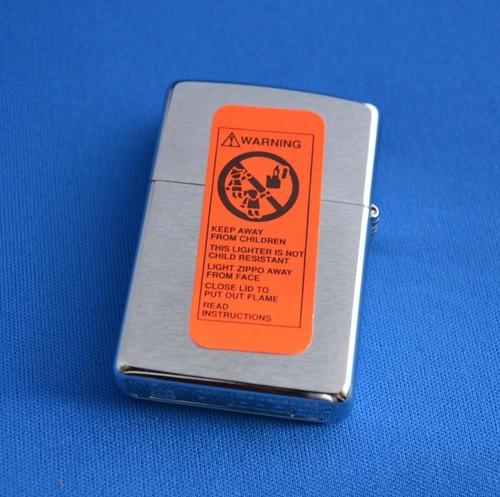 WARNING
KEEP AWAY
FROM CHILDREN
THIS LIGHTER IS NOT
CHILD RESISTANT
LIGHT ZIPPO AWAY
FROM FACE
CLOSE LID TO
PUT OUT FLAME
READ
INSTRUCTIONS